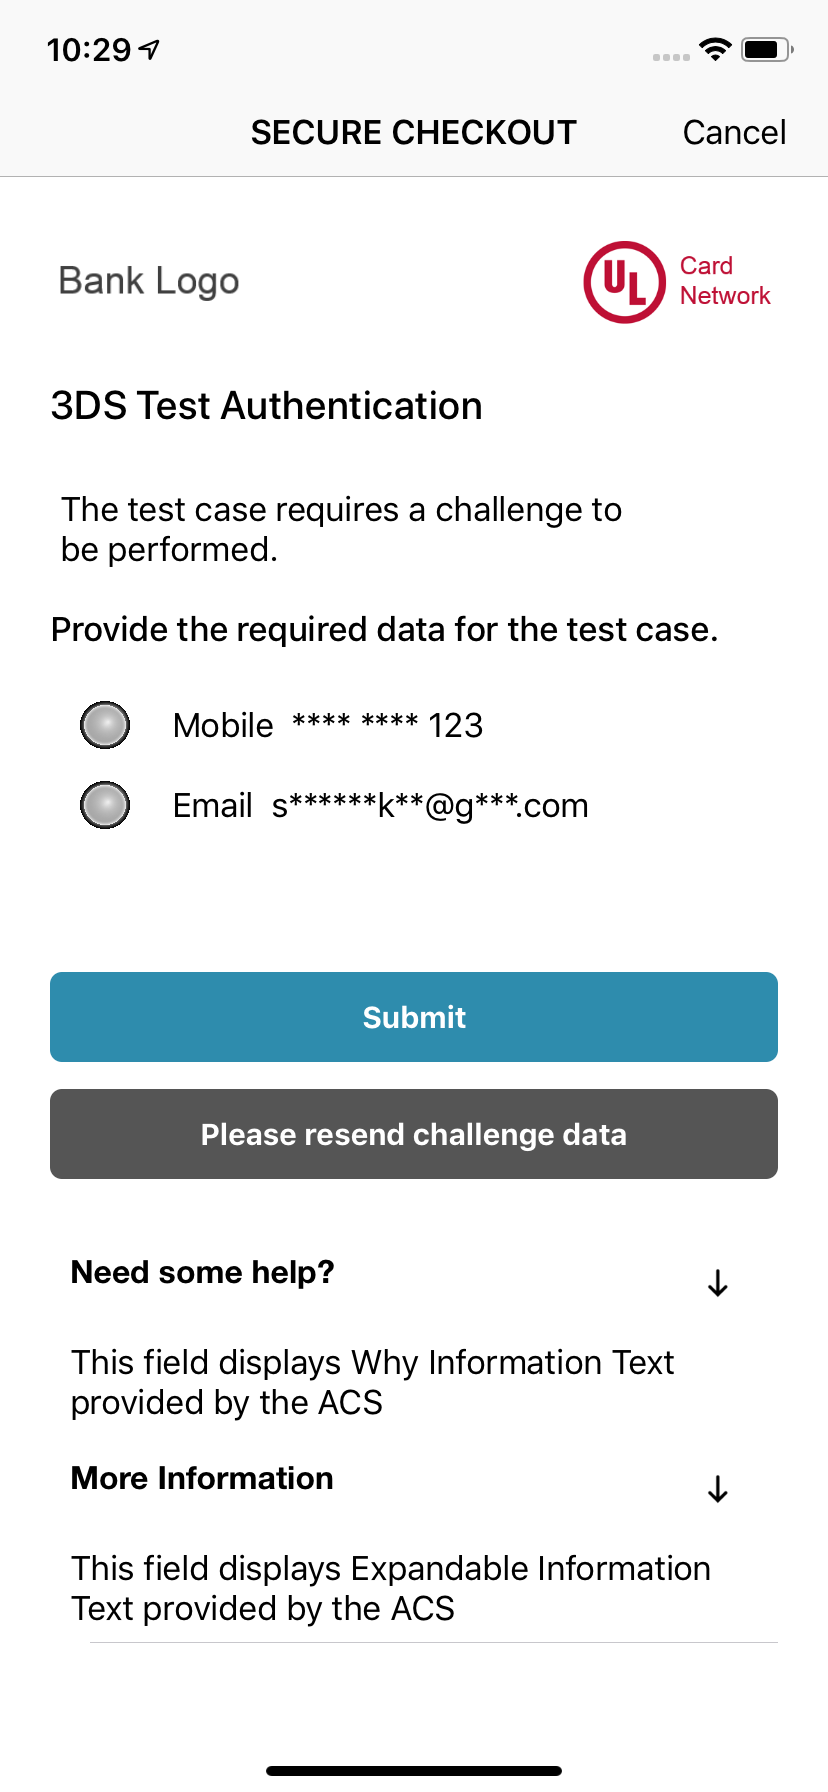 10:29
SECURE CHECKOUT Cancel
Bank Logo
UL Card
Network
3DS Test Authentication
The test case requires a challenge to
be performed.
Provide the required data for the test case.
Mobile **** **** 123
Email s******k**@g***.com
Submit
Please resend challenge data
Need some help?
This field displays Why Information Text
provided by the ACS
More Information
This field displays Expandable Information
Text provided by the ACS